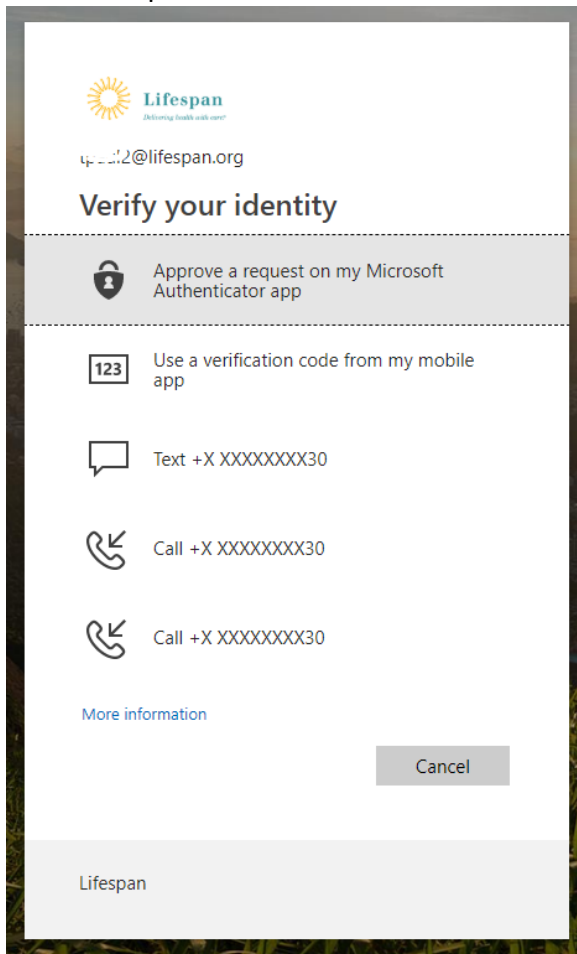 Lifespan
Delivering health with care.®
@lifespan.org
Verify your identity
Approve a request on my Microsoft
Authenticator app
123
Use a verification code from my mobile
app
Text +X XXXXXXXX30
Call +X XXXXXXXX30
Call +X XXXXXXXX30
More information
Cancel
Lifespan